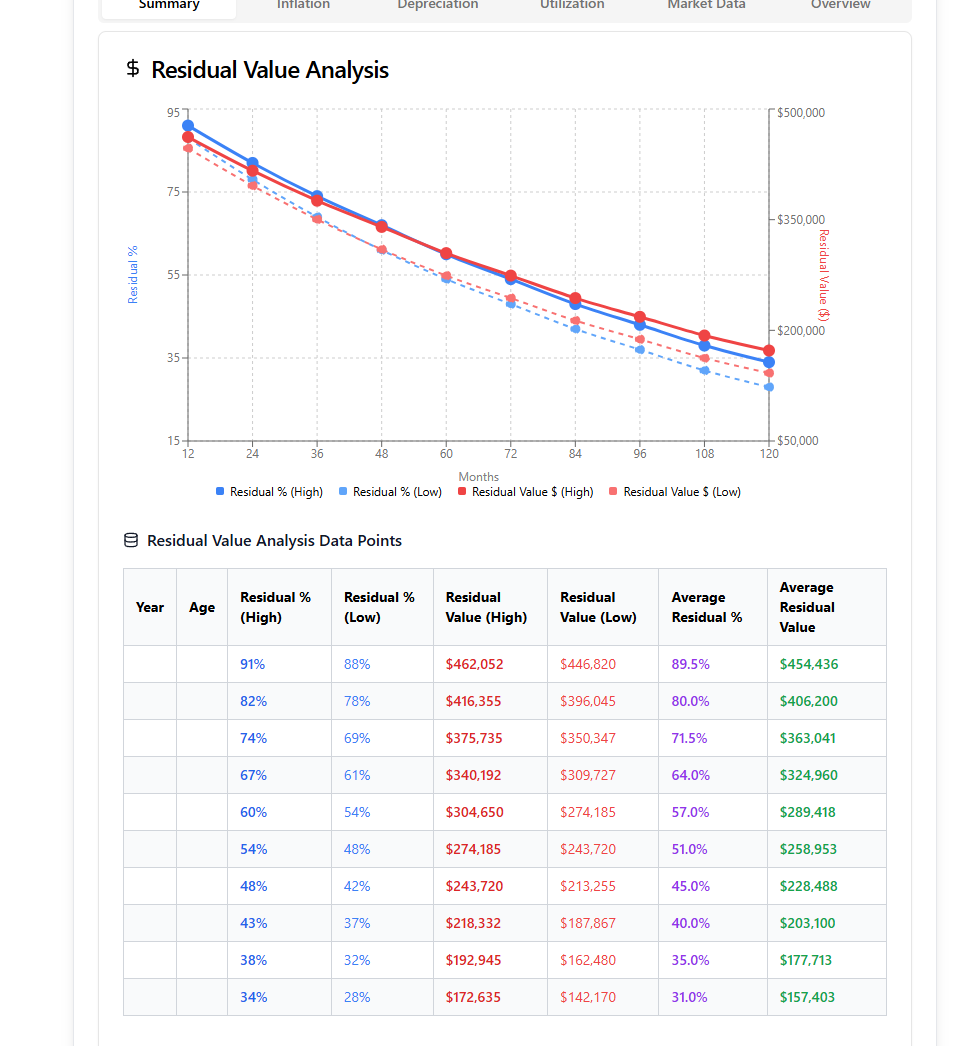 Summary Inflation Depreciation Utilization Market Data Overview
$ Residual Value Analysis
95 $500,000
75
$350,000
Residual %
Residual Value ($)
55
$200,000
35
15 $50,000
12 24 36 48 60 72 84 96 108 120
Months
Residual % (High) Residual % (Low) Residual Value $ (High) Residual Value $ (Low)
Residual Value Analysis Data Points
Year Age Residual % (High) Residual % (Low) Residual Value (High) Residual Value (Low) Average Residual % Average Residual Value
91% 88% $462,052 $446,820 89.5% $454,436
82% 78% $416,355 $396,045 80.0% $406,200
74% 69% $375,735 $350,347 71.5% $363,041
67% 61% $340,192 $309,727 64.0% $324,960
60% 54% $304,650 $274,185 57.0% $289,418
54% 48% $274,185 $243,720 51.0% $258,953
48% 42% $243,720 $213,255 45.0% $228,488
43% 37% $218,332 $187,867 40.0% $203,100
38% 32% $192,945 $162,480 35.0% $177,713
34% 28% $172,635 $142,170 31.0% $157,403